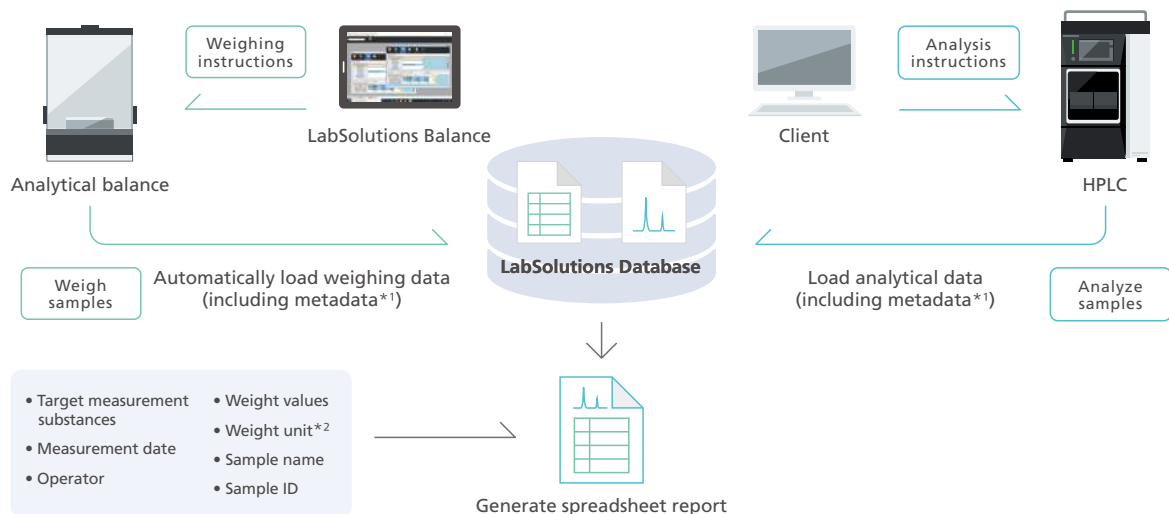 Weighing
instructions
Analysis
instructions
LabSolutions Balance
Client
Analytical balance
HPLC
LabSolutions Database
Weigh
samples
Automatically load weighing data
(including metadata*1)
Load analytical data
(including metadata*1)
Analyze
samples
• Target measurement
substances
• Measurement date
• Operator
• Weight values
• Weight unit*2
• Sample name
• Sample ID
Generate spreadsheet report